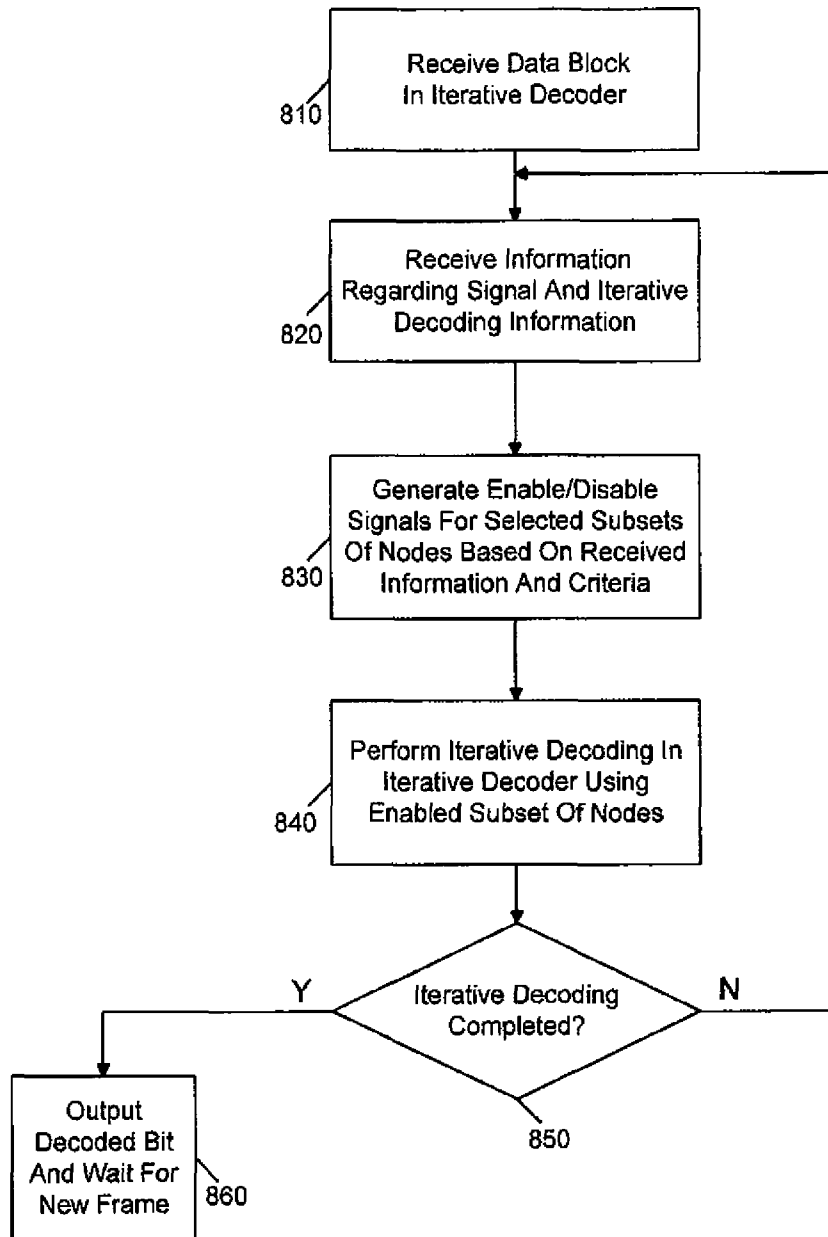 Receive Data Block
In Iterative Decoder
810
Receive Information
Regarding Signal And Iterative
Decoding Information
820
Generate Enable/Disable
Signals For Selected Subsets
Of Nodes Based On Received
Information And Criteria
830
Perform Iterative Decoding In
Iterative Decoder Using
Enabled Subset Of Nodes
840
Y
Iterative Decoding
Completed?
N
850
Output
Decoded Bit
And Wait For
New Frame
860